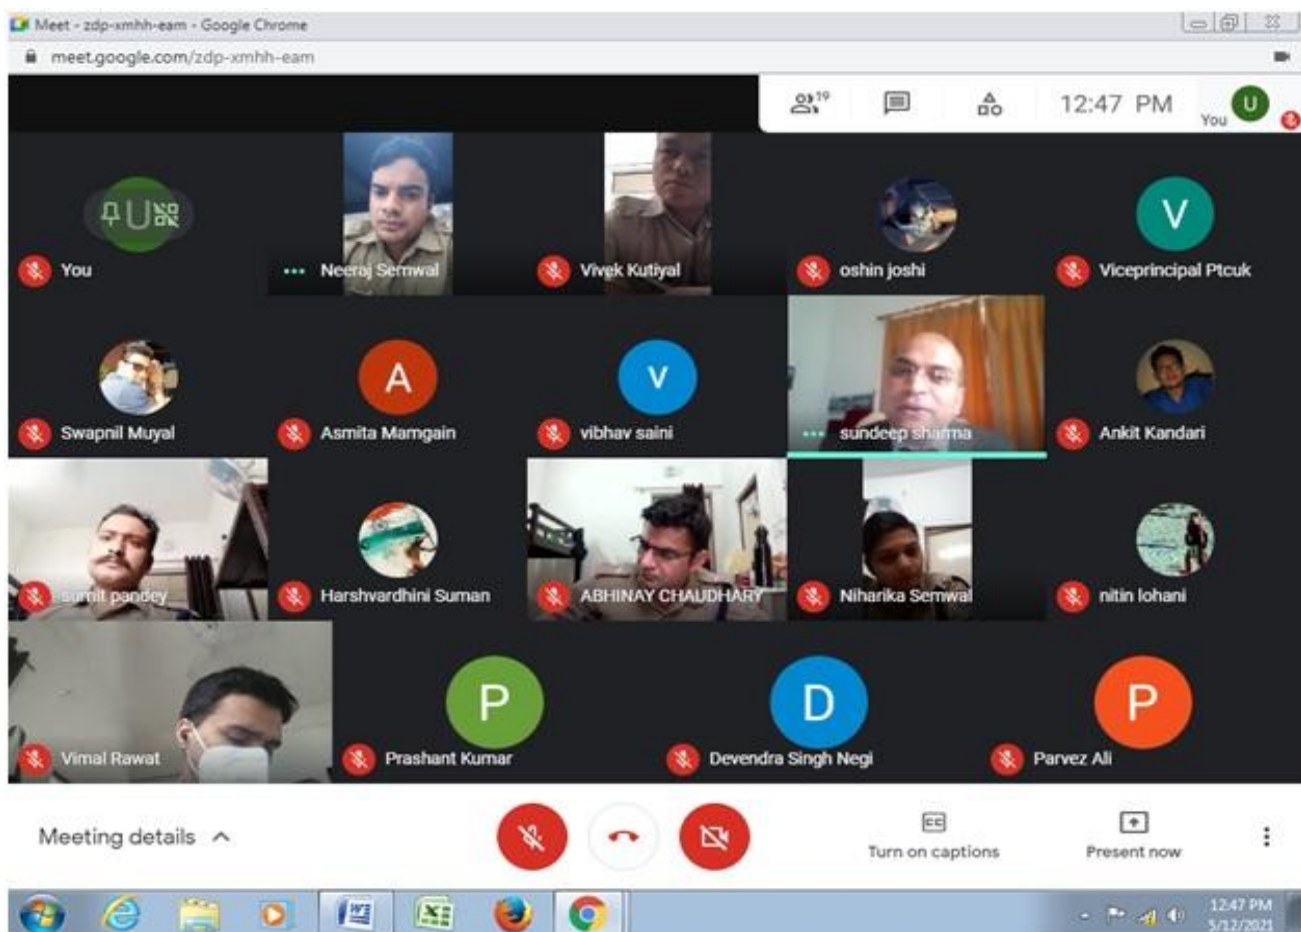 Meet - zdp-xmhh-eam - Google Chrome
meet.google.com/zdp-xmhh-eam
19
12:47 PM
You
U
U
You
Neeraj Semwal
Vivek Kutiyal
oshin joshi
V
Viceprincipal Ptcuk
Swapnil Muyal
A
Asmita Mamgain
v
vibhav saini
sundeep sharma
Ankit Kandari
sumit pandey
Harshvardhini Suman
ABHINAY CHAUDHARY
Niharika Semwal
nitin lohani
Vimal Rawat
P
Prashant Kumar
D
Devendra Singh Negi
P
Parvez Ali
Meeting details
CC
Turn on captions
Present now
12:47 PM
5/12/2021